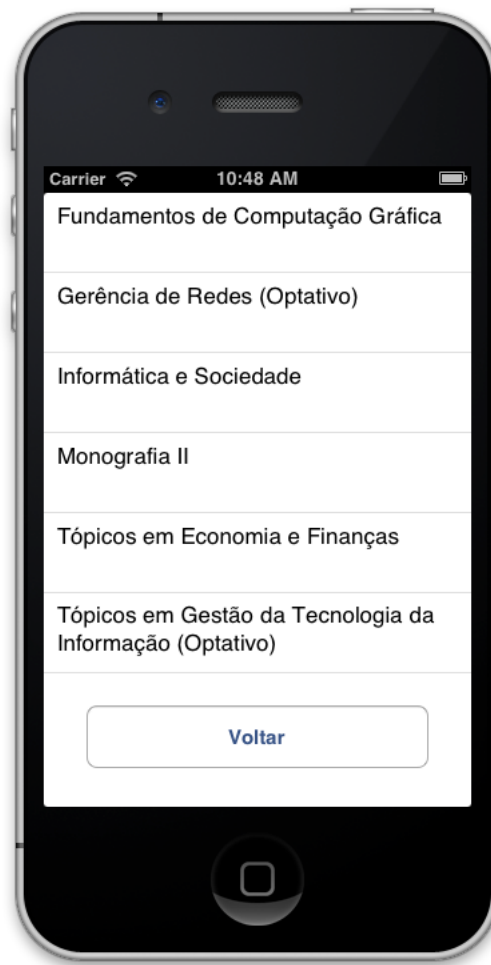 Carrier 10:48 AM
Fundamentos de Computação Gráfica
Gerência de Redes (Optativo)
Informática e Sociedade
Monografia II
Tópicos em Economia e Finanças
Tópicos em Gestão da Tecnologia da
Informação (Optativo)
Voltar